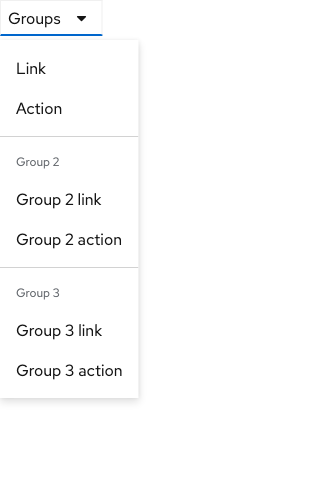 Groups
Link
Action
Group 2
Group 2 link
Group 2 action
Group 3
Group 3 link
Group 3 action